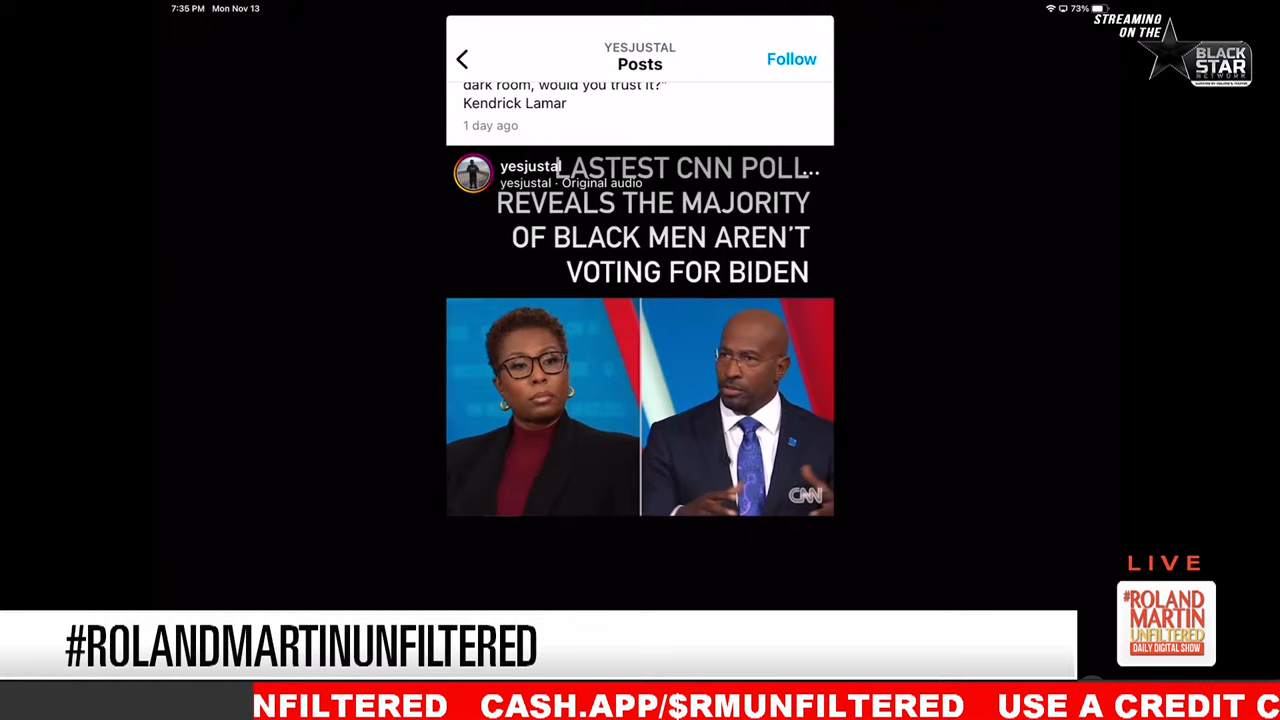 7:35 PM Mon Nov 13
73%
STREAMING
ON THE
BLACK
STAR
NETWORK
YESJUSTAL
Posts
Follow
dark room, would you trust it?"
Kendrick Lamar
1 day ago
yesjustal
yesjustal · Original audio
LASTEST CNN POLL
REVEALS THE MAJORITY
OF BLACK MEN AREN'T
VOTING FOR BIDEN
CNN
LIVE
#ROLAND
MARTIN
UNFILTERED
DAILY DIGITAL SHOW
#ROLANDMARTINUNFILTERED
NFILTERED CASH.APP/$RMUNFILTERED USE A CREDIT C